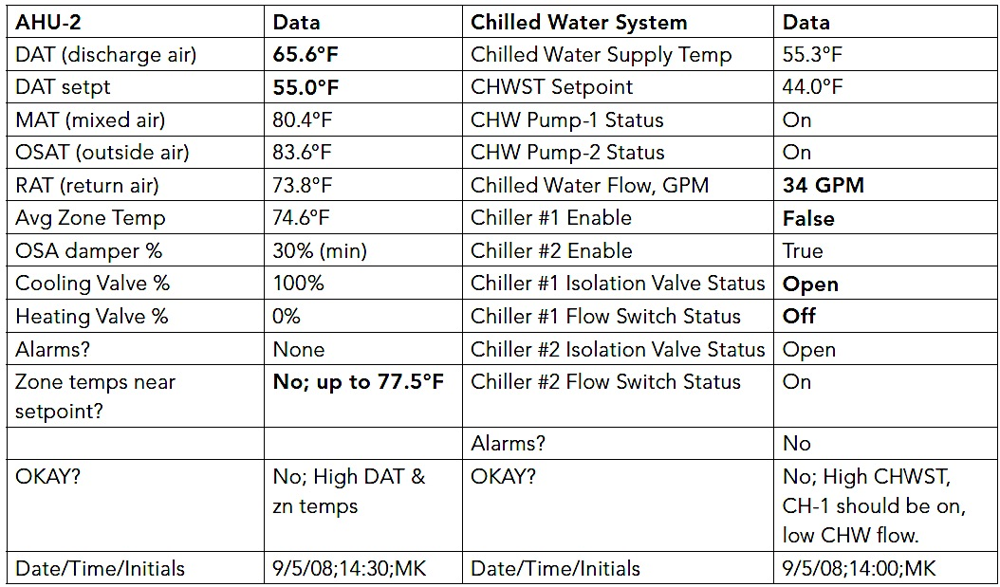 AHU-2 Data Chilled Water System Data
DAT (discharge air) 65.6°F Chilled Water Supply Temp 55.3°F
DAT setpt 55.0°F CHWST Setpoint 44.0°F
MAT (mixed air) 80.4°F CHW Pump-1 Status On
OSAT (outside air) 83.6°F CHW Pump-2 Status On
RAT (return air) 73.8°F Chilled Water Flow, GPM 34 GPM
Avg Zone Temp 74.6°F Chiller #1 Enable False
OSA damper % 30% (min) Chiller #2 Enable True
Cooling Valve % 100% Chiller #1 Isolation Valve Status Open
Heating Valve % 0% Chiller #1 Flow Switch Status Off
Alarms? None Chiller #2 Isolation Valve Status Open
Zone temps near No; up to 77.5°F Chiller #2 Flow Switch Status On
setpoint?
Alarms? No
OKAY? No; High DAT & OKAY? No; High CHWST,
zn temps CH-1 should be on,
low CHW flow.
Date/Time/Initials 9/5/08;14:30;MK Date/Time/Initials 9/5/08;14:00;MK